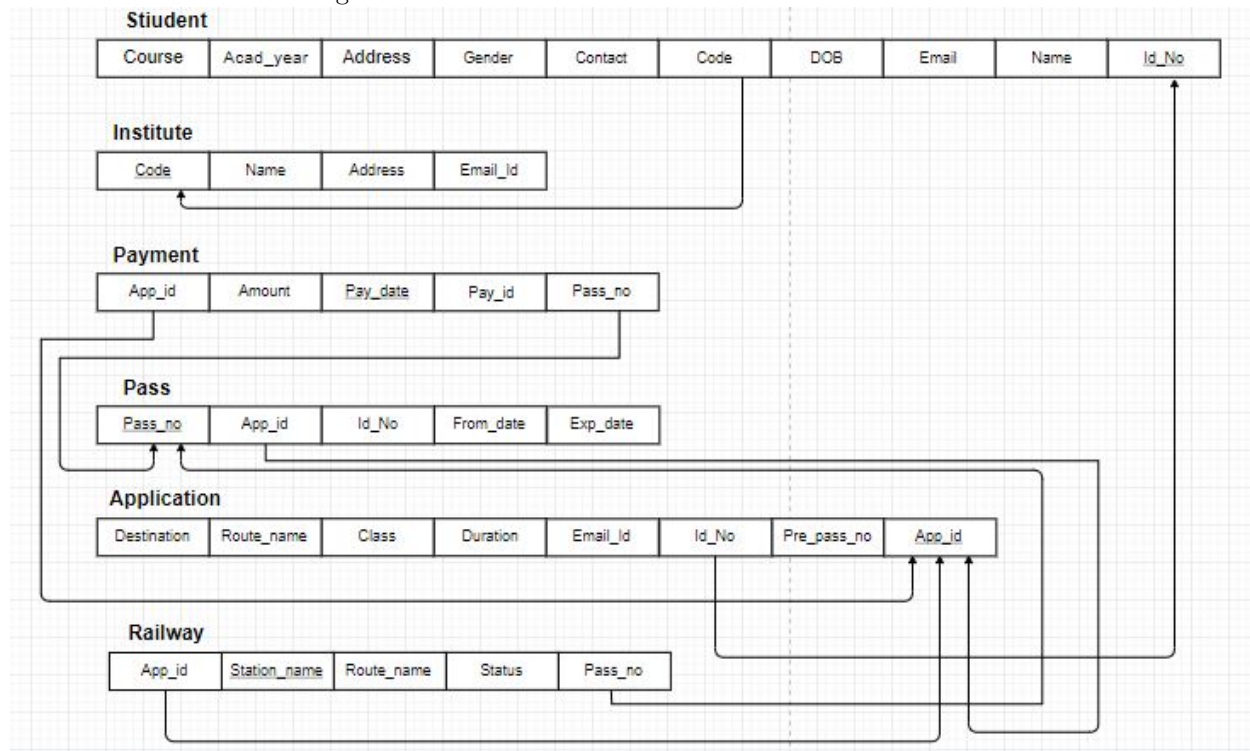 Stiudent
Course Acad_year Address Gender Contact Code DOB Email Name Id_No
Institute
Code Name Address Email_Id
Payment
App_id Amount Pay_date Pay_id Pass_no
Pass
Pass_no App_id Id_No From_date Exp_date
Application
Destination Route_name Class Duration Email_Id Id_No Pre_pass_no App_id
Railway
App_id Station_name Route_name Status Pass_no